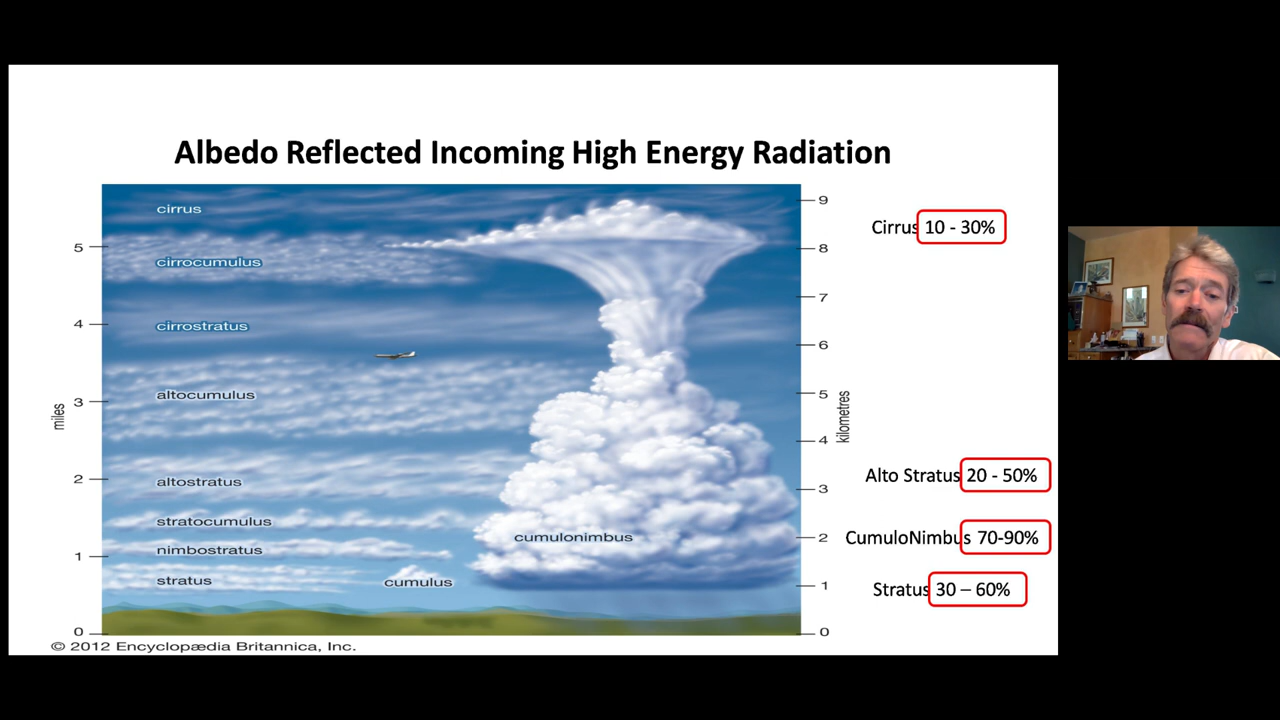 Albedo Reflected Incoming High Energy Radiation
cirrus
cirrocumulus
cirrostratus
altocumulus
altostratus
stratocumulus
nimbostratus
stratus
cumulus
cumulonimbus
miles
5
4
3
2
1
0
kilometres
9
8
7
6
5
4
3
2
1
0
Cirrus 10 - 30%
Alto Stratus 20 - 50%
CumuloNimbus 70-90%
Stratus 30 – 60%
© 2012 Encyclopædia Britannica, Inc.